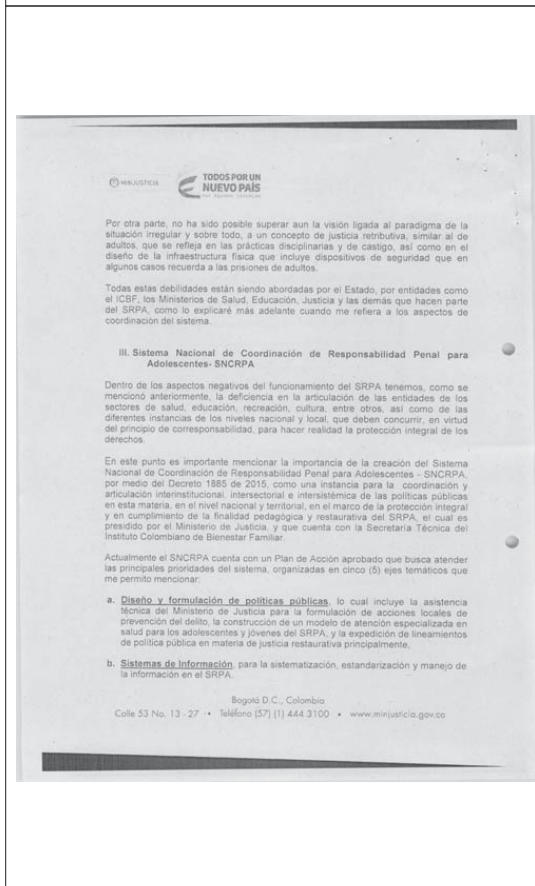 MINJUSTICIA
TODOS POR UN
NUEVO PAÍS
PAZ EQUIDAD EDUCACIÓN
Por otra parte, no ha sido posible superar aun la visión ligada al paradigma de la
situación irregular y sobre todo, a un concepto de justicia retributiva, similar al de
adultos, que se refleja en las prácticas disciplinarias y de castigo, así como en el
diseño de la infraestructura física que incluye dispositivos de seguridad que en
algunos casos recuerda a las prisiones de adultos.
Todas estas debilidades están siendo abordadas por el Estado, por entidades como
el ICBF, los Ministerios de Salud, Educación, Justicia y las demás que hacen parte
del SRPA, como lo explicaré más adelante cuando me refiera a los aspectos de
coordinación del sistema.
III. Sistema Nacional de Coordinación de Responsabilidad Penal para
Adolescentes- SNCRPA
Dentro de los aspectos negativos del funcionamiento del SRPA tenemos, como se
mencionó anteriormente, la deficiencia en la articulación de las entidades de los
sectores de salud, educación, recreación, cultura, entre otros, así como de las
diferentes instancias de los niveles nacional y local, que deben concurrir, en virtud
del principio de corresponsabilidad, para hacer realidad la protección integral de los
derechos.
En este punto es importante mencionar la importancia de la creación del Sistema
Nacional de Coordinación de Responsabilidad Penal para Adolescentes - SNCRPA,
por medio del Decreto 1885 de 2015, como una instancia para la coordinación y
articulación interinstitucional, intersectorial e intersistémica de las políticas públicas
en esta materia, en el nivel nacional y territorial, en el marco de la protección integral
y en cumplimiento de la finalidad pedagógica y restaurativa del SRPA, el cual es
presidido por el Ministerio de Justicia, y que cuenta con la Secretaría Técnica del
Instituto Colombiano de Bienestar Familiar.
Actualmente el SNCRPA cuenta con un Plan de Acción aprobado que busca atender
las principales prioridades del sistema, organizadas en cinco (5) ejes temáticos que
me permito mencionar:
a. Diseño y formulación de políticas públicas, lo cual incluye la asistencia
técnica del Ministerio de Justicia para la formulación de acciones locales de
prevención del delito, la construcción de un modelo de atención especializada en
salud para los adolescentes y jóvenes del SRPA, y la expedición de lineamientos
de política pública en materia de justicia restaurativa principalmente.
b. Sistemas de Información, para la sistematización, estandarización y manejo de
la información en el SRPA.
Bogotá D.C., Colombia
Calle 53 No. 13 - 27 • Teléfono (57) (1) 444 3100 • www.minjusticia.gov.co